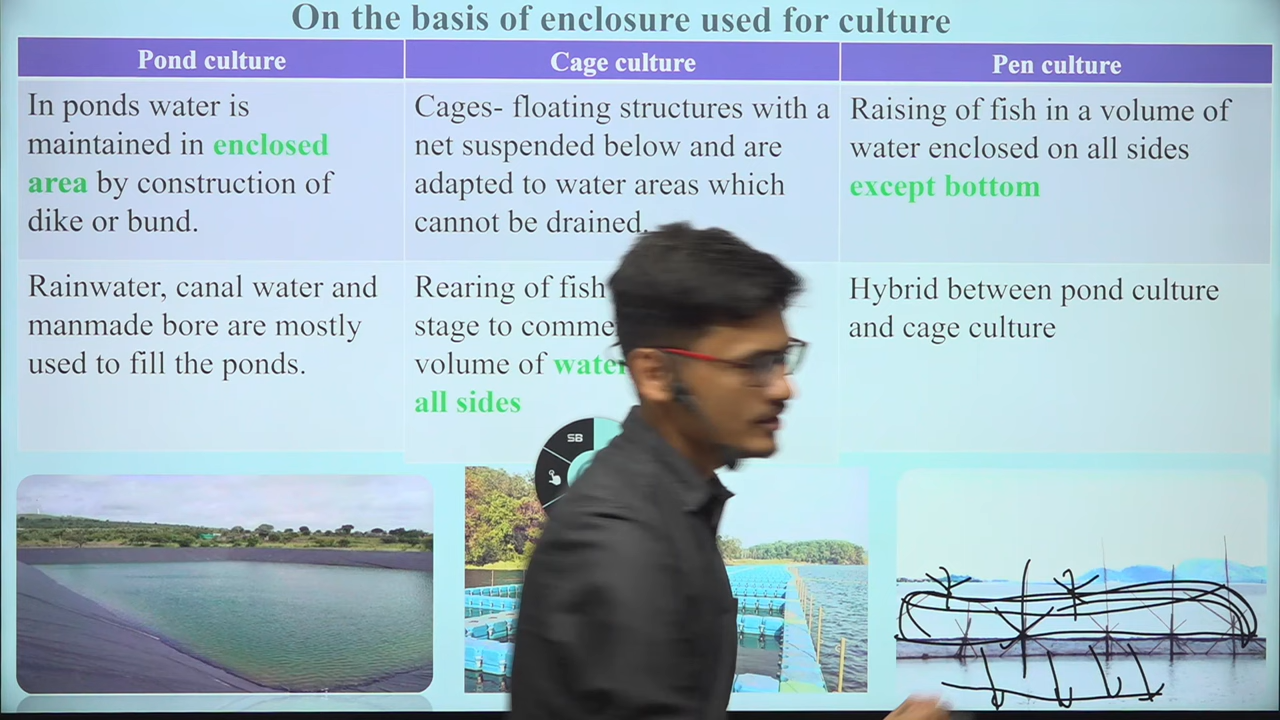 On the basis of enclosure used for culture
Pond culture
Cage culture
Pen culture
In ponds water is
maintained in enclosed
area by construction of
dike or bund.
Cages- floating structures with a
net suspended below and are
adapted to water areas which
cannot be drained.
Raising of fish in a volume of
water enclosed on all sides
except bottom
Rainwater, canal water and
manmade bore are mostly
used to fill the ponds.
Rearing of fish
stage to
volume of
all sides
Hybrid between pond culture
and cage culture
SB